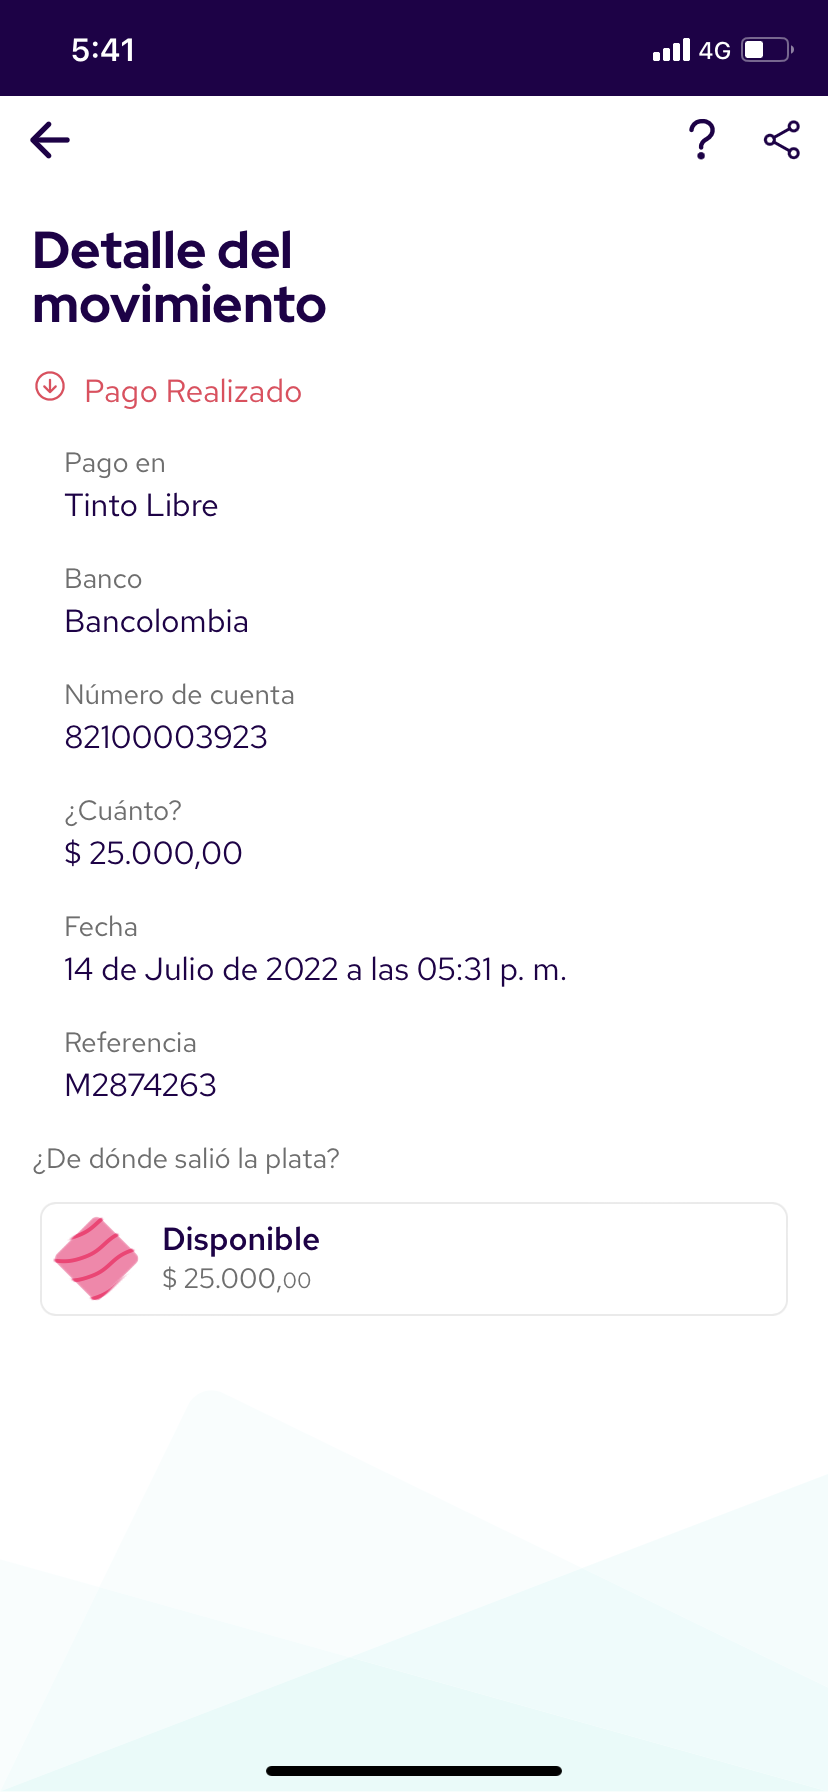 5:41
4G
Detalle del
movimiento
Pago Realizado
Pago en
Tinto Libre
Banco
Bancolombia
Número de cuenta
82100003923
¿Cuánto?
$ 25.000,00
Fecha
14 de Julio de 2022 a las 05:31 p. m.
Referencia
M2874263
¿De dónde salió la plata?
Disponible
$ 25.000,00